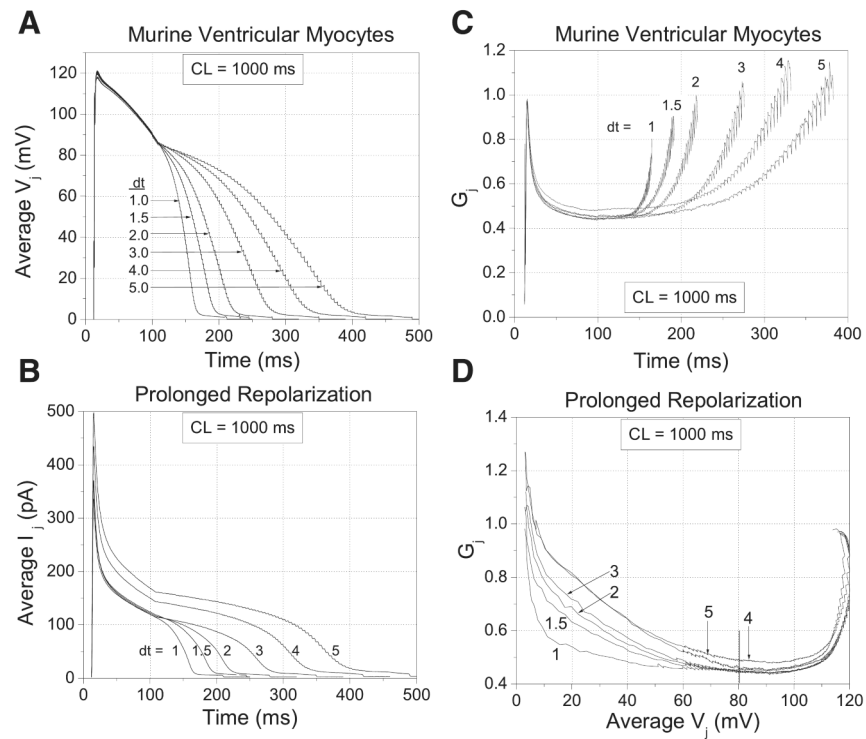 A
Murine Ventricular Myocytes
CL = 1000 ms
Average Vj (mV)
120
100
80
60
40
20
0
dt
1.0
1.5
2.0
3.0
4.0
5.0
0 100 200 300 400 500
Time (ms)
B
Prolonged Repolarization
CL = 1000 ms
Average Ij (pA)
500
400
300
200
100
0
dt = 1 1.5 2 3 4 5
0 100 200 300 400 500
Time (ms)
C
Murine Ventricular Myocytes
Gj
1.2
1.0
0.8
0.6
0.4
0.2
0.0
dt = 1 1.5 2 3 4 5
CL = 1000 ms
0 100 200 300 400
Time (ms)
D
Prolonged Repolarization
CL = 1000 ms
Gj
1.4
1.2
1.0
0.8
0.6
0.4
3
2
1.5
1
5 4
0 20 40 60 80 100 120
Average Vj (mV)